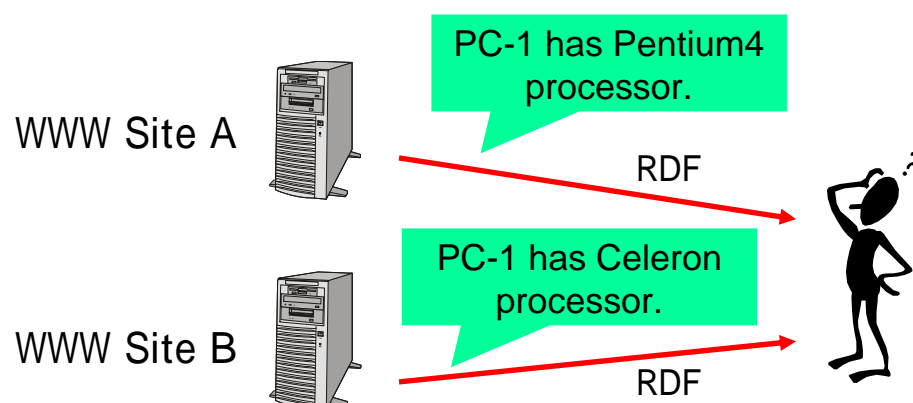 PC-1 has Pentium4
processor.
WWW Site A
RDF
PC-1 has Celeron
processor.
WWW Site B
RDF